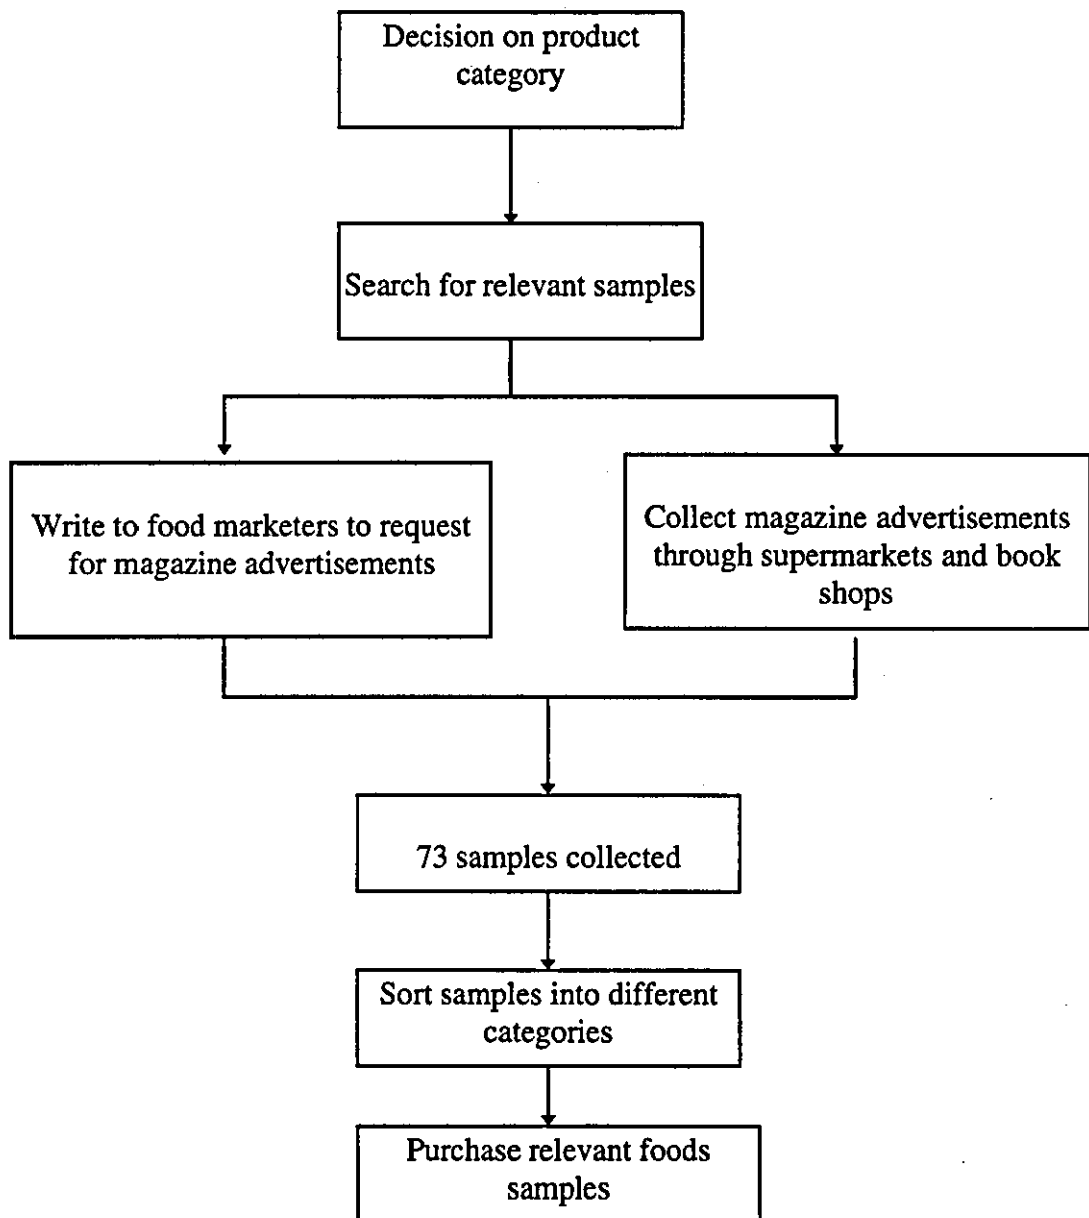 Decision on product
category
Search for relevant samples
Write to food marketers to request
for magazine advertisements
Collect magazine advertisements
through supermarkets and book
shops
73 samples collected
Sort samples into different
categories
Purchase relevant foods
samples